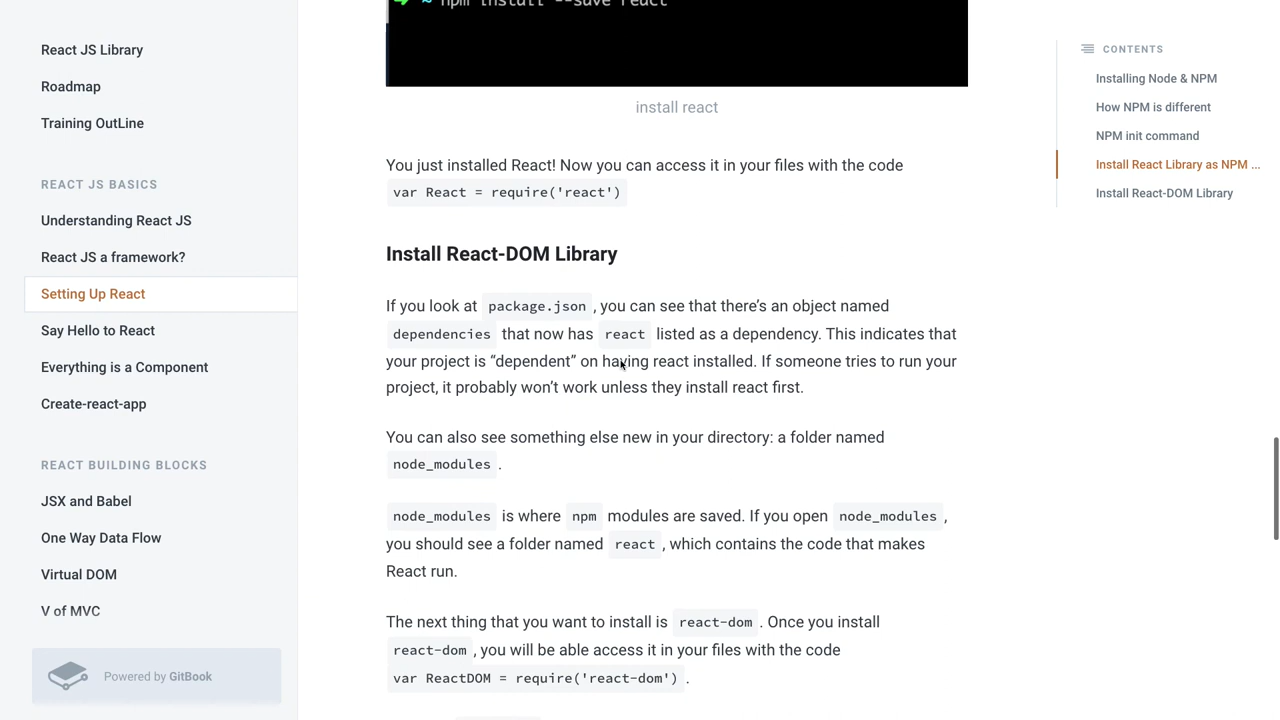 React JS Library
Roadmap
Training OutLine
REACT JS BASICS
Understanding React JS
React JS a framework?
Setting Up React
Say Hello to React
Everything is a Component
Create-react-app
REACT BUILDING BLOCKS
JSX and Babel
One Way Data Flow
Virtual DOM
V of MVC
Powered by GitBook
~ npm install --save react
install react
You just installed React! Now you can access it in your files with the code
var React = require('react')
Install React-DOM Library
If you look at package.json , you can see that there’s an object named
dependencies that now has react listed as a dependency. This indicates that
your project is “dependent” on having react installed. If someone tries to run your
project, it probably won’t work unless they install react first.
You can also see something else new in your directory: a folder named
node_modules .
node_modules is where npm modules are saved. If you open node_modules ,
you should see a folder named react , which contains the code that makes
React run.
The next thing that you want to install is react-dom . Once you install
react-dom , you will be able access it in your files with the code
var ReactDOM = require('react-dom') .
CONTENTS
Installing Node & NPM
How NPM is different
NPM init command
Install React Library as NPM ...
Install React-DOM Library